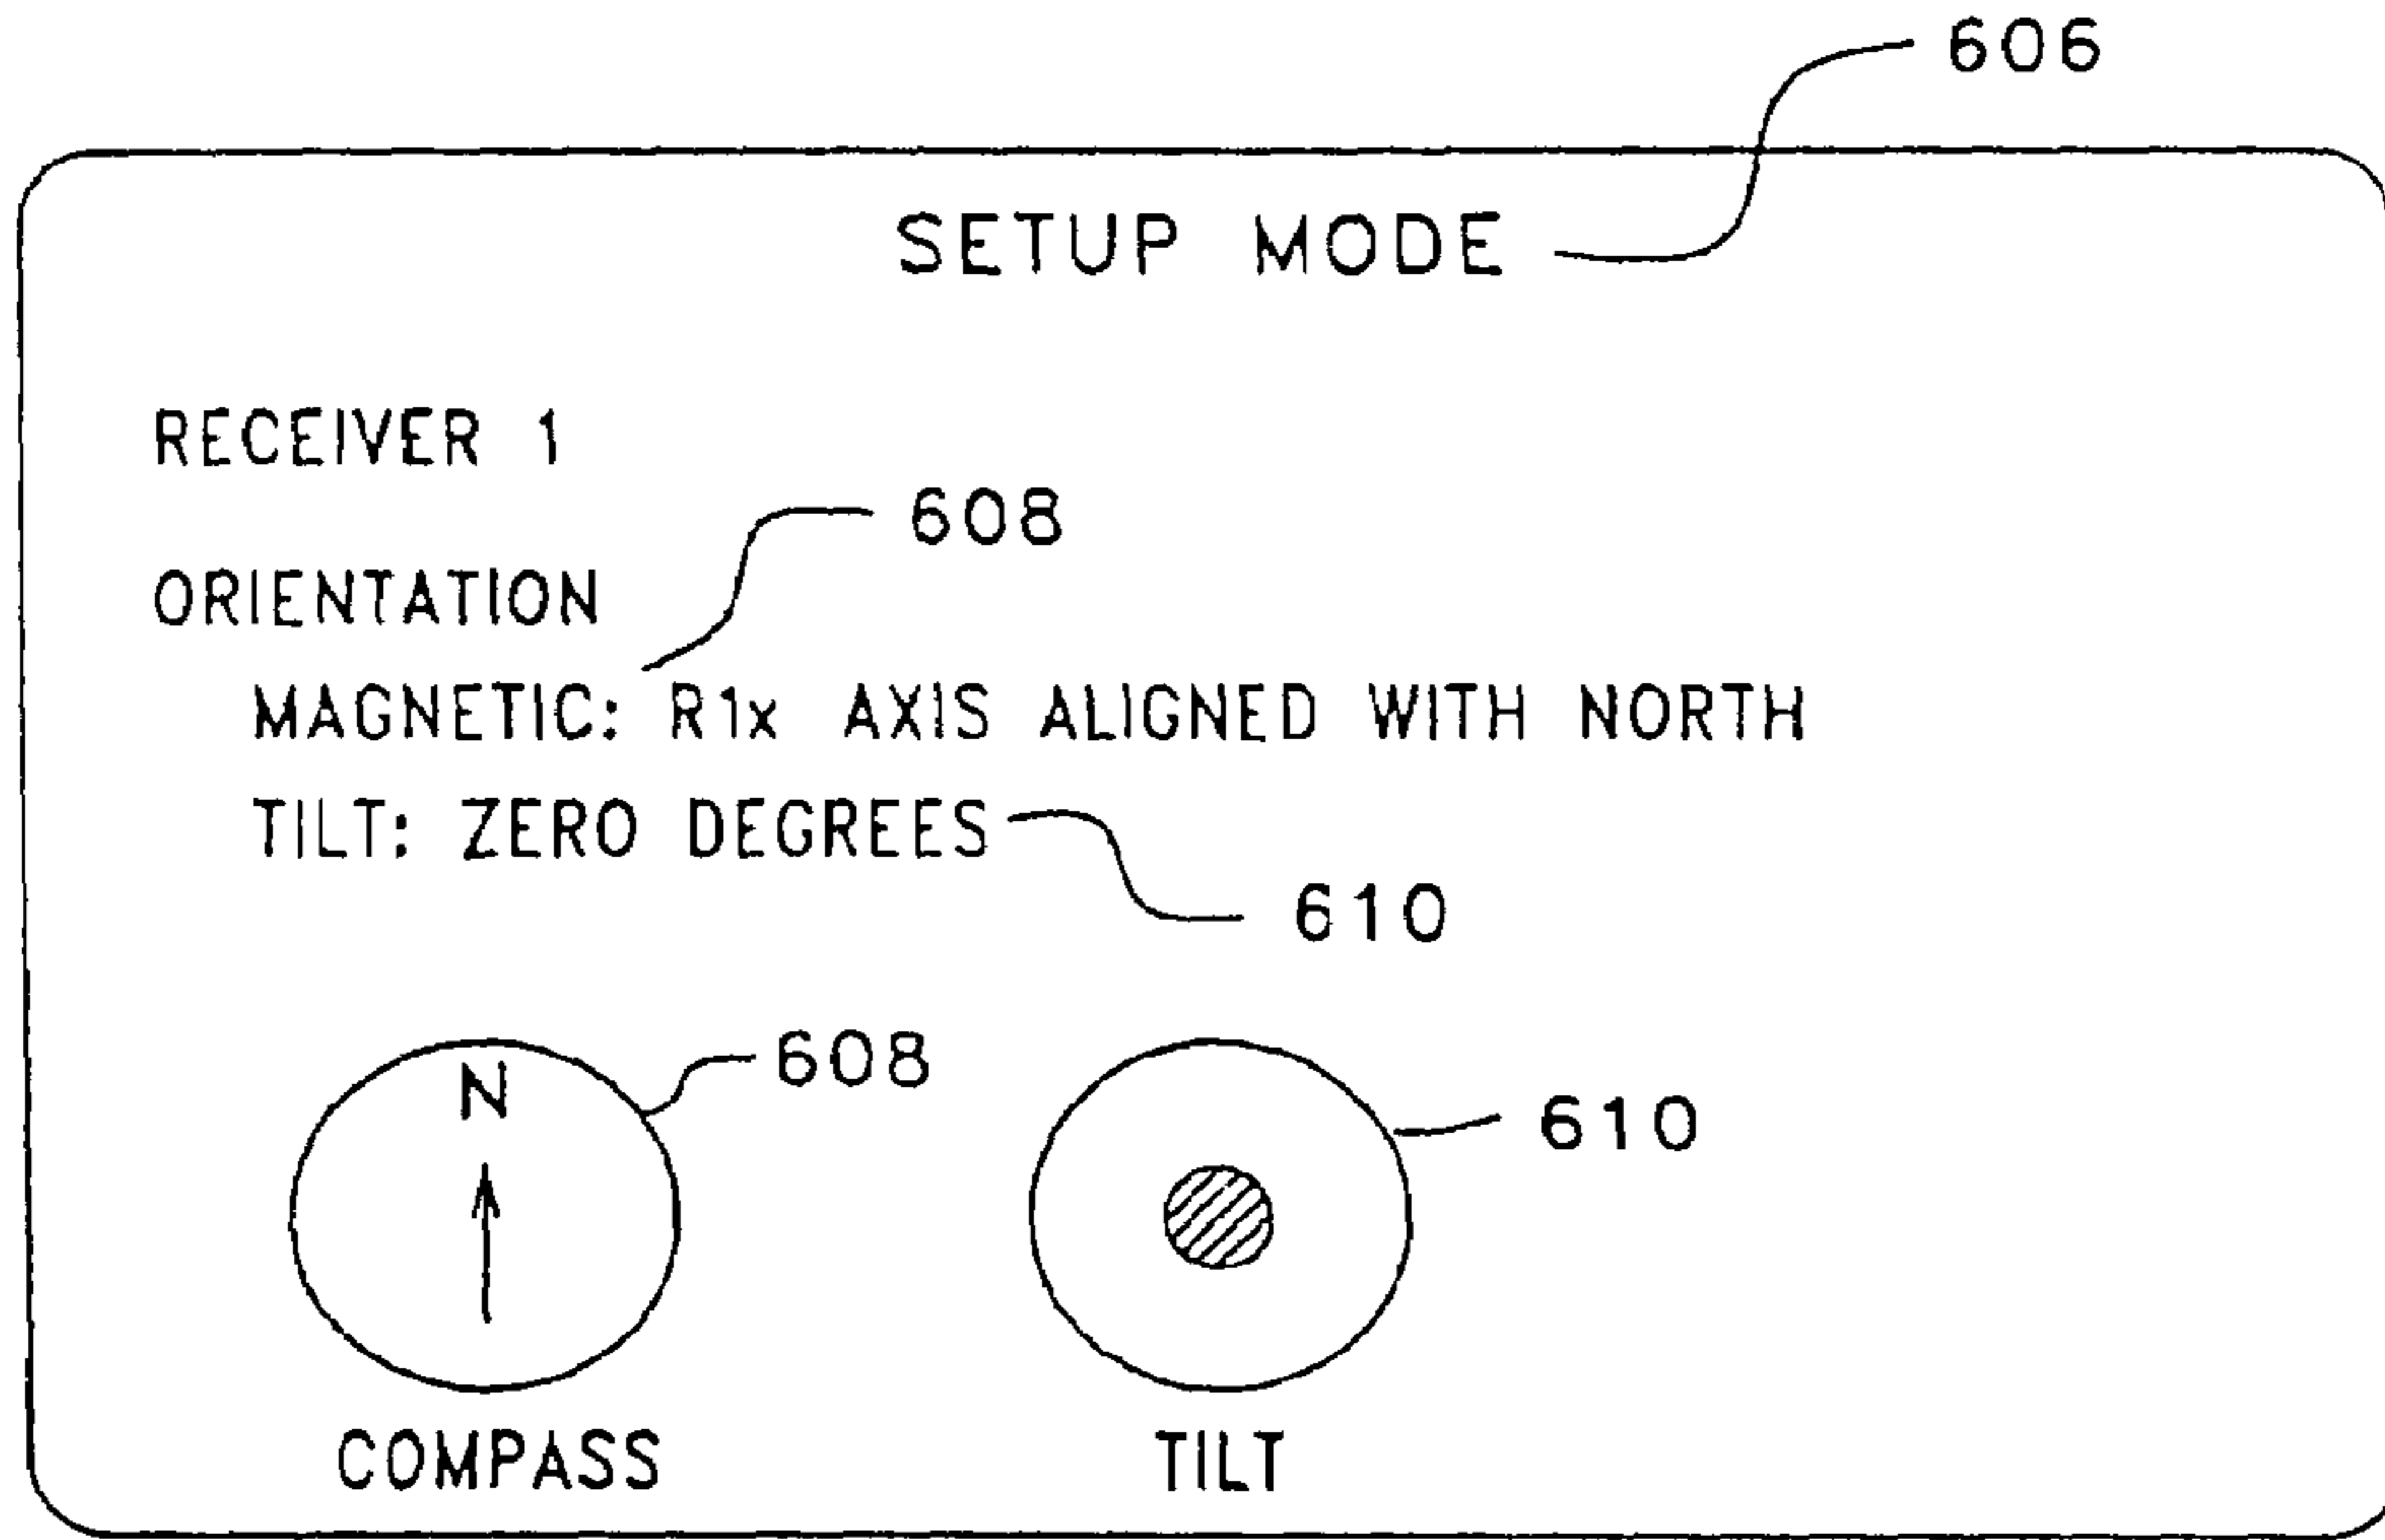 606
SETUP MODE
RECEIVER 1
608
ORIENTATION
MAGNETIC: R1x AXIS ALIGNED WITH NORTH
TILT: ZERO DEGREES
610
N
608
610
COMPASS
TILT